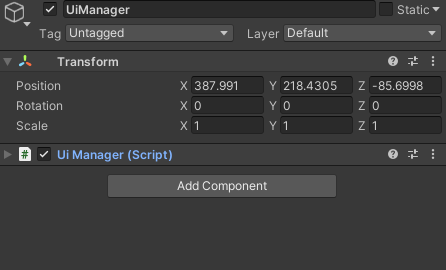 UiManager Static
Tag Untagged Layer Default
Transform
Position X 387.991 Y 218.4305 Z -85.6998
Rotation X 0 Y 0 Z 0
Scale X 1 Y 1 Z 1
# Ui Manager (Script)
Add Component